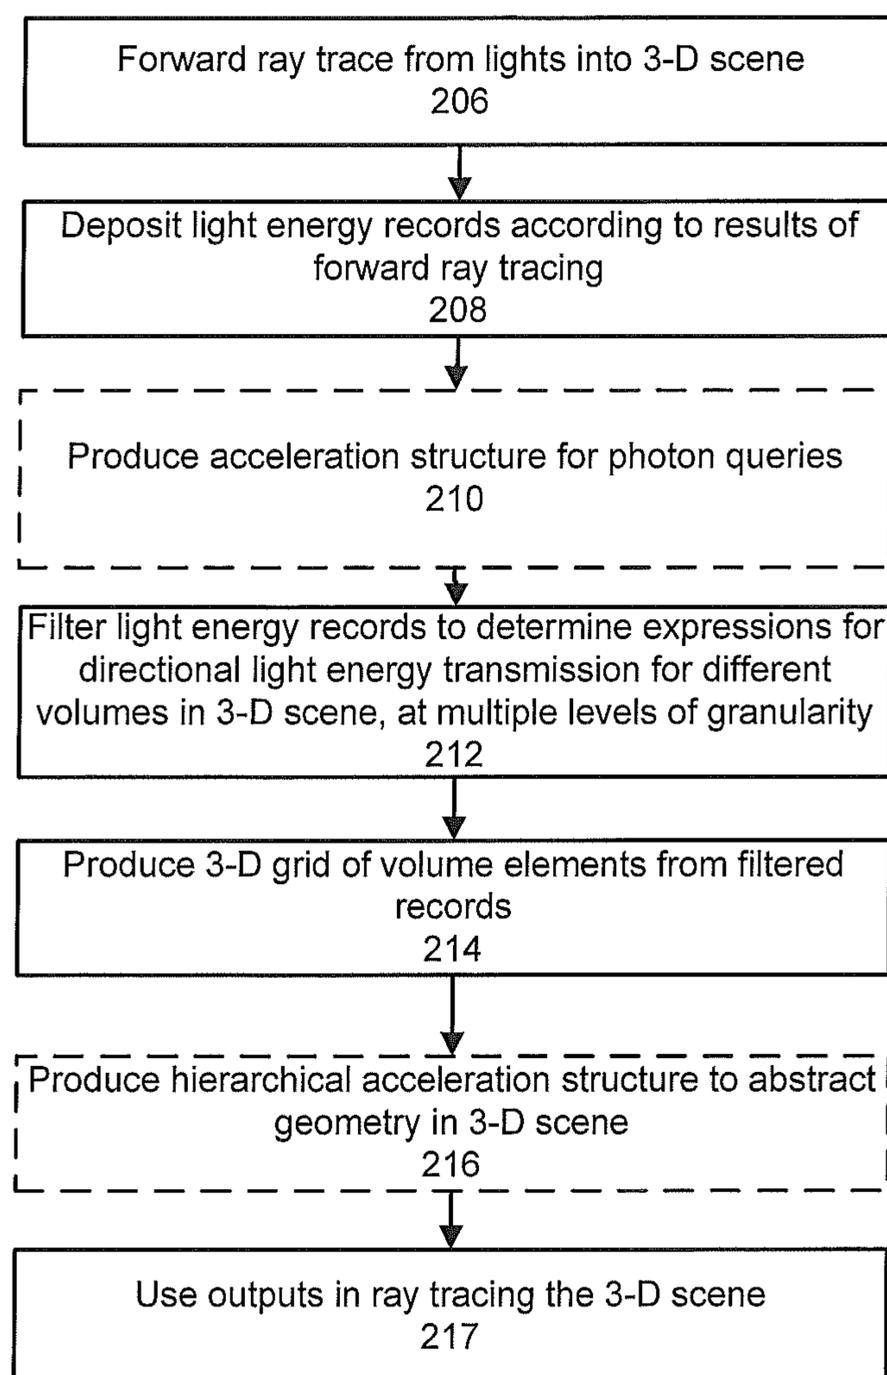 Forward ray trace from lights into 3-D scene
206
Deposit light energy records according to results of
forward ray tracing
208
Produce acceleration structure for photon queries
210
Filter light energy records to determine expressions for
directional light energy transmission for different
volumes in 3-D scene, at multiple levels of granularity
212
Produce 3-D grid of volume elements from filtered
records
214
Produce hierarchical acceleration structure to abstract
geometry in 3-D scene
216
Use outputs in ray tracing the 3-D scene
217